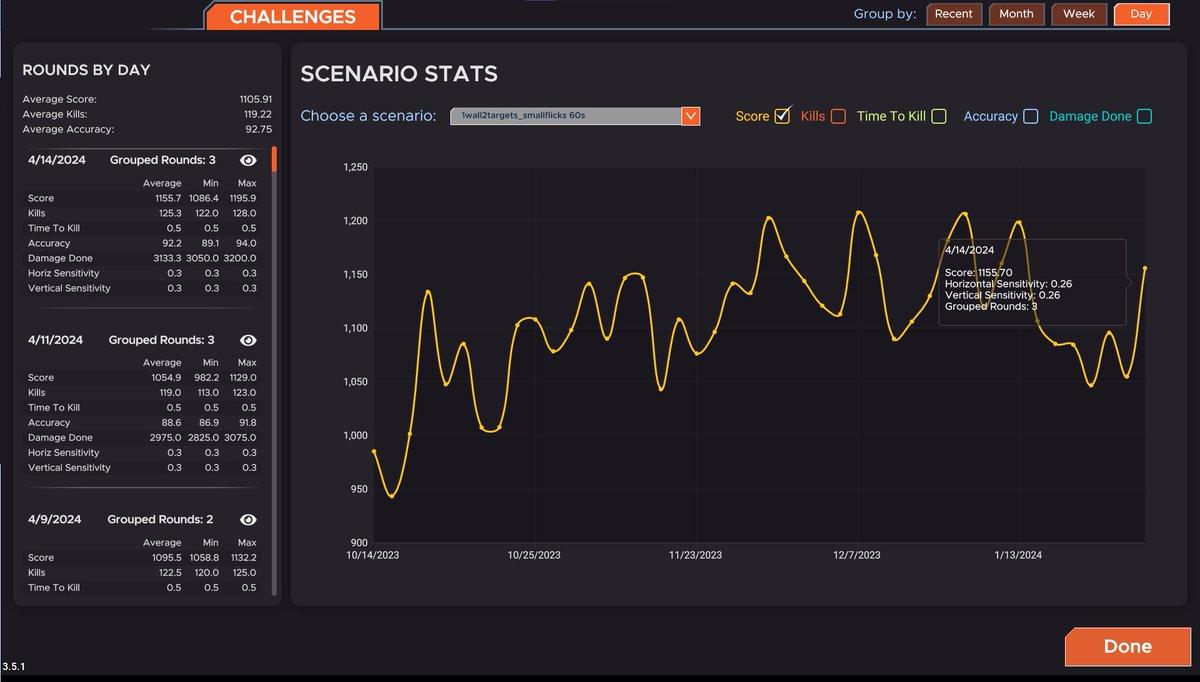 CHALLENGES
Group by: Recent Month Week Day
ROUNDS BY DAY
Average Score: 1105.91
Average Kills: 119.22
Average Accuracy: 92.75
4/14/2024 Grouped Rounds: 3
Average Min Max
Score 1155.7 1086.4 1195.9
Kills 125.3 122.0 128.0
Time To Kill 0.5 0.5 0.5
Accuracy 92.2 89.1 94.0
Damage Done 3133.3 3050.0 3200.0
Horiz Sensitivity 0.3 0.3 0.3
Vertical Sensitivity 0.3 0.3 0.3
4/11/2024 Grouped Rounds: 3
Average Min Max
Score 1054.9 982.2 1129.0
Kills 119.0 113.0 123.0
Time To Kill 0.5 0.5 0.5
Accuracy 88.6 86.9 91.8
Damage Done 2975.0 2825.0 3075.0
Horiz Sensitivity 0.3 0.3 0.3
Vertical Sensitivity 0.3 0.3 0.3
4/9/2024 Grouped Rounds: 2
Average Min Max
Score 1095.5 1058.8 1132.2
Kills 122.5 120.0 125.0
Time To Kill 0.5 0.5 0.5
SCENARIO STATS
Choose a scenario: 1wall2targets_smallflicks 60s
Score Kills Time To Kill Accuracy Damage Done
1,250
1,200
1,150
1,100
1,050
1,000
950
900
4/14/2024
Score: 1155.70
Horizontal Sensitivity: 0.26
Vertical Sensitivity: 0.26
Grouped Rounds: 3
10/14/2023 10/25/2023 11/23/2023 12/7/2023 1/13/2024
Done
3.5.1